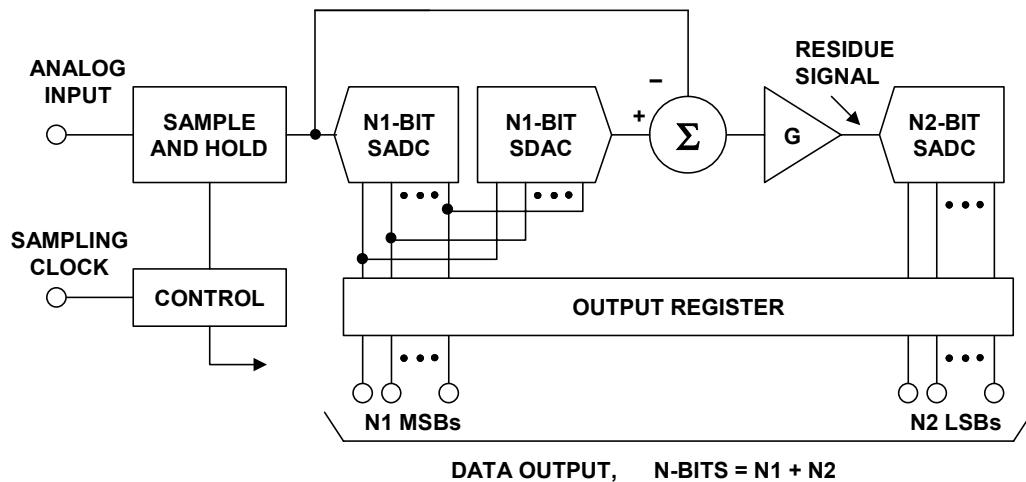 ANALOG
INPUT
SAMPLE
AND HOLD
N1-BIT
SADC
N1-BIT
SDAC
−
+
Σ
G
RESIDUE
SIGNAL
N2-BIT
SADC
SAMPLING
CLOCK
CONTROL
OUTPUT REGISTER
N1 MSBs
N2 LSBs
DATA OUTPUT, N-BITS = N1 + N2